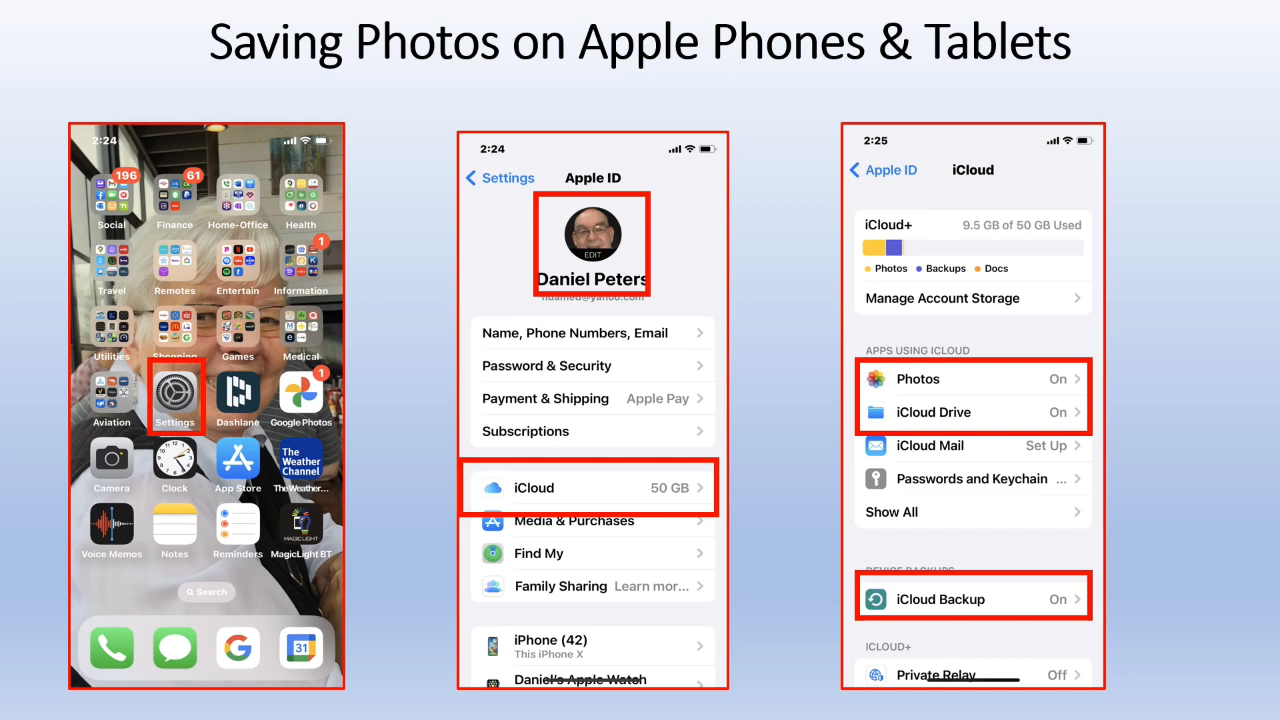 Saving Photos on Apple Phones & Tablets
2:24
196
61
Social
Finance
Home-Office
Health
1
Travel
Remotes
Entertain
Information
Utilities
Shopping
Games
Medical
1
Aviation
Settings
Dashlane
Google Photos
The
Weather
Channel
Camera
Clock
App Store
TheWeather...
MAGICLIGHT
Voice Memos
Notes
Reminders
MagicLight BT
Search
31
2:24
Settings
Apple ID
EDIT
Daniel Peters
Name, Phone Numbers, Email
Password & Security
Payment & Shipping Apple Pay
Subscriptions
iCloud 50 GB
Media & Purchases
Find My
Family Sharing Learn mor...
iPhone (42)
This iPhone X
Daniel's Apple Watch
2:25
Apple ID
iCloud
iCloud+ 9.5 GB of 50 GB Used
Photos Backups Docs
Manage Account Storage
APPS USING ICLOUD
Photos On
iCloud Drive On
iCloud Mail Set Up
Passwords and Keychain ...
Show All
DEVICE BACKUPS
iCloud Backup On
ICLOUD+
Private Relay Off